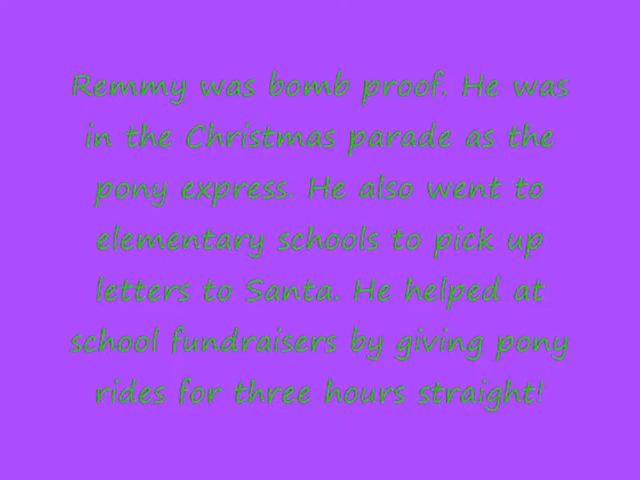 Remmy was bomb proof. He was
in the Christmas parade as the
pony express. He also went to
elementary schools to pick up
letters to Santa. He helped at
school fundraisers by giving pony
rides for three hours straight!